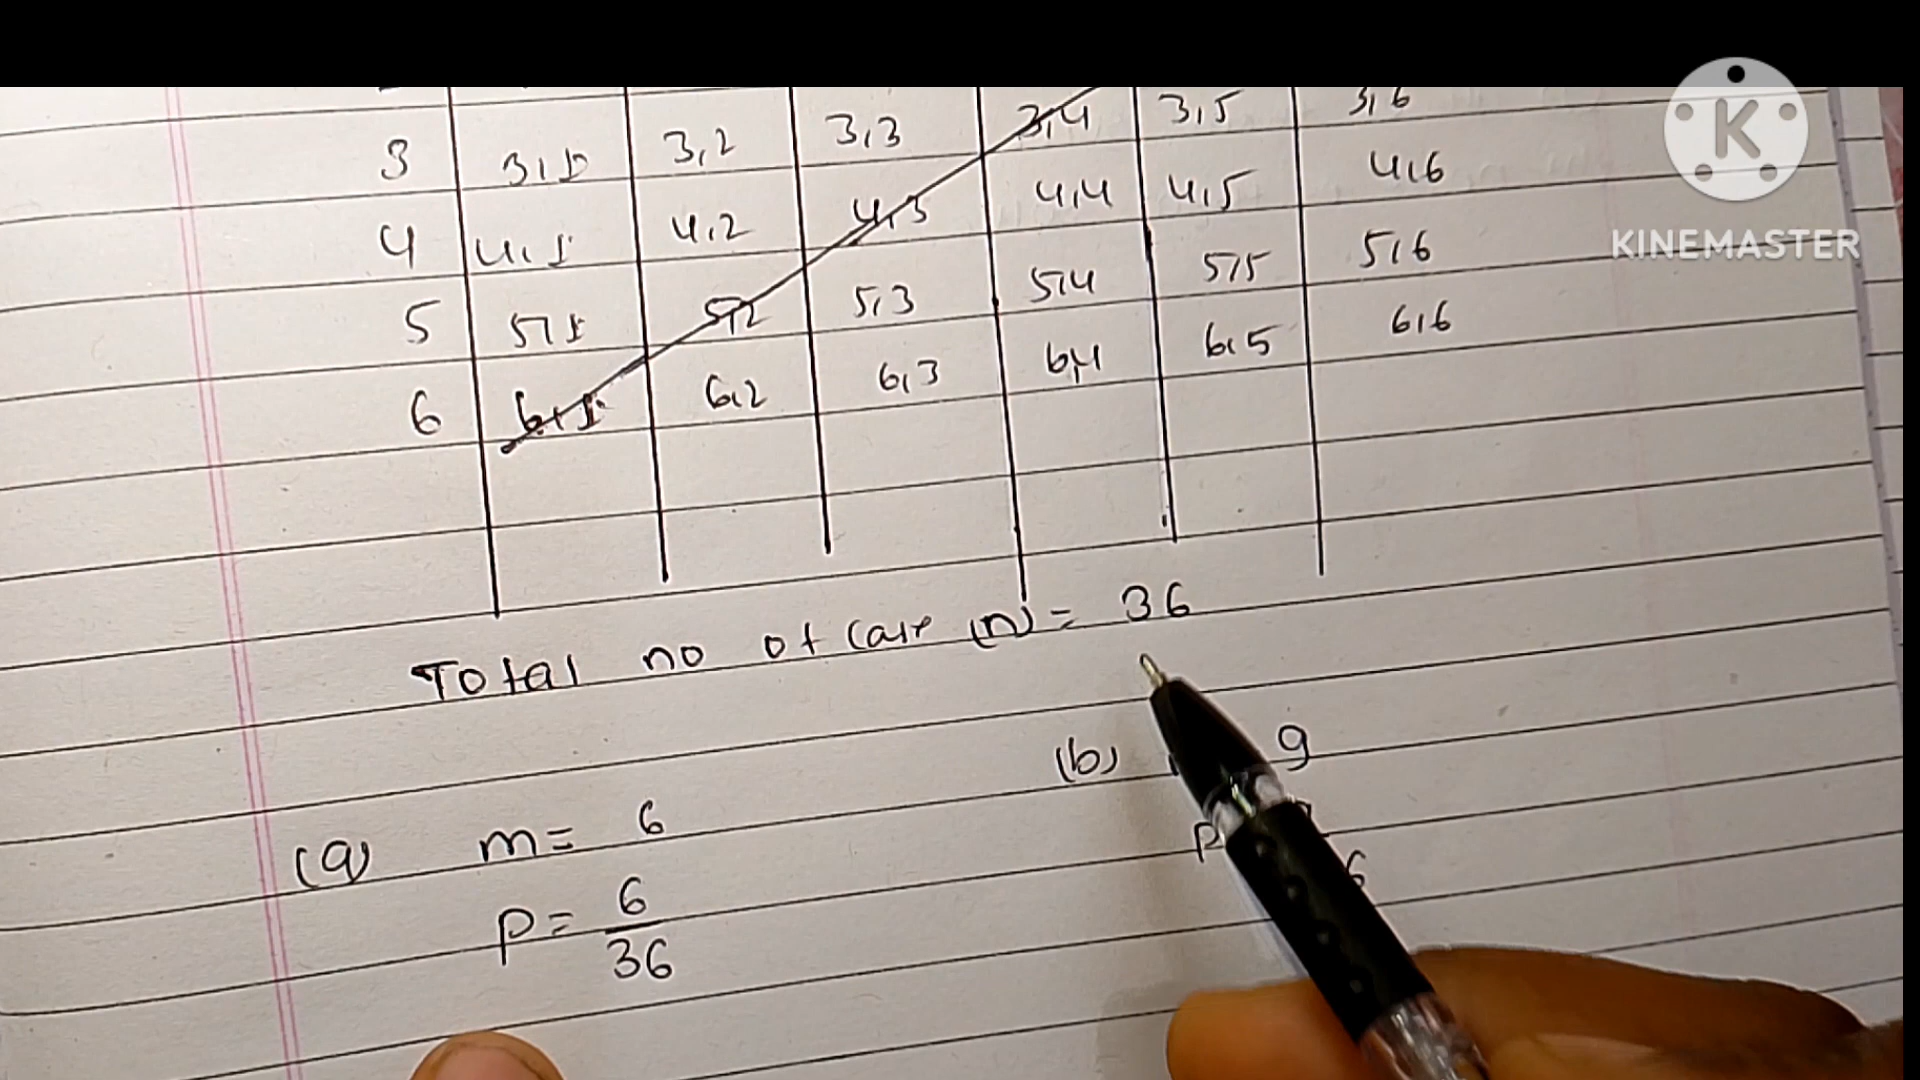 3 3,1 3,2 3,3 3,4 3,5 3,6
4 4,1 4,2 4,3 4,4 4,5 4,6
5 5,1 5,2 5,3 5,4 5,5 5,6
6 6,1 6,2 6,3 6,4 6,5 6,6
Total no of case (n) = 36
(a) m= 6
P= 6
36
(b) 9
P
6
K
KINEMASTER